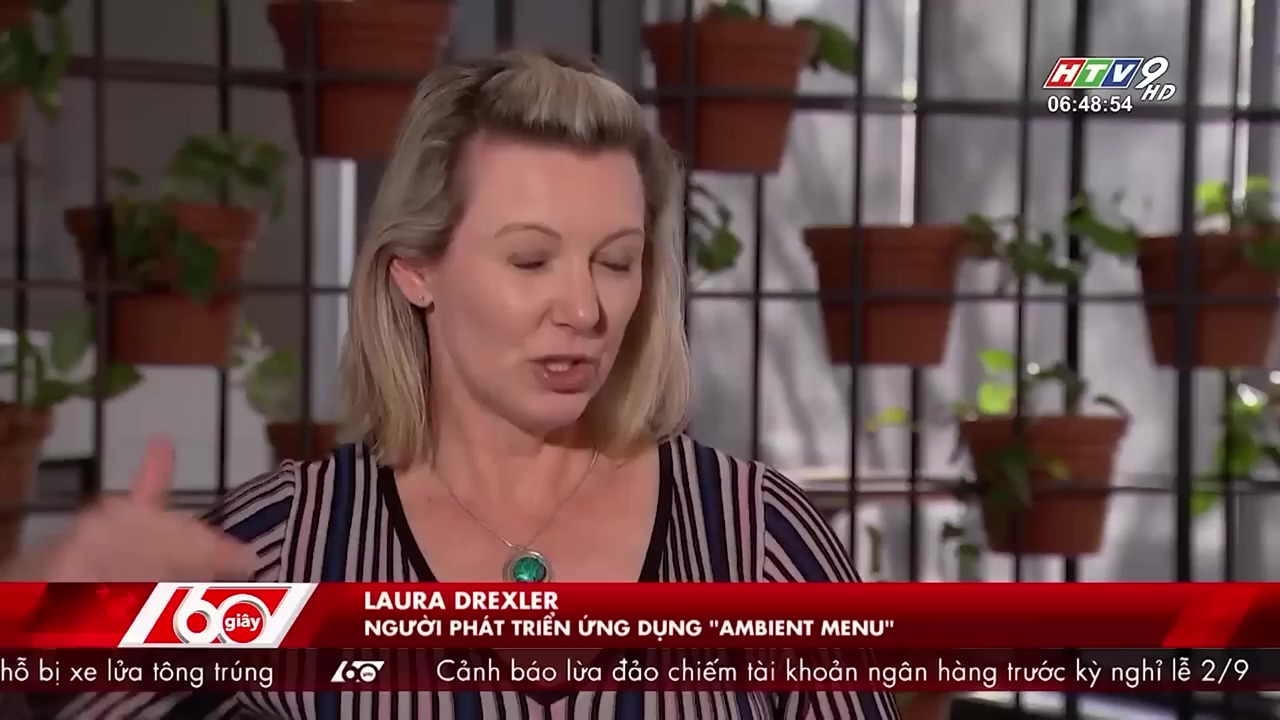 HTV9 HD
06:48:54
60 giây
LAURA DREXLER
NGƯỜI PHÁT TRIỂN ỨNG DỤNG "AMBIENT MENU"
hỗ bị xe lửa tông trúng 60 giây Cảnh báo lừa đảo chiếm tài khoản ngân hàng trước kỳ nghỉ lễ 2/9